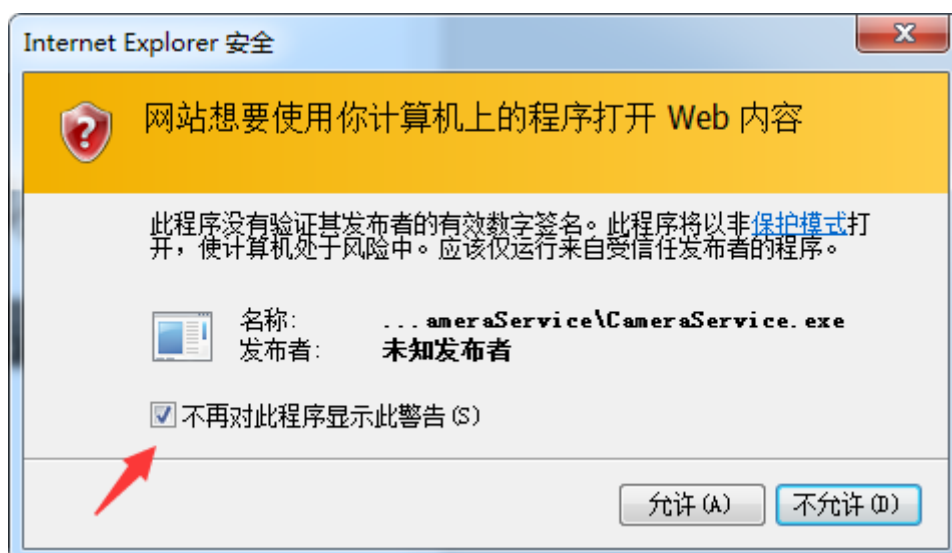 Internet Explorer 安全
网站想要使用你计算机上的程序打开 Web 内容
此程序没有验证其发布者的有效数字签名。此程序将以非保护模式打
开，使计算机处于风险中。应该仅运行来自受信任发布者的程序。
名称: ...ameraService\CameraService.exe
发布者: 未知发布者
不再对此程序显示此警告(S)
允许(A) 不允许(D)